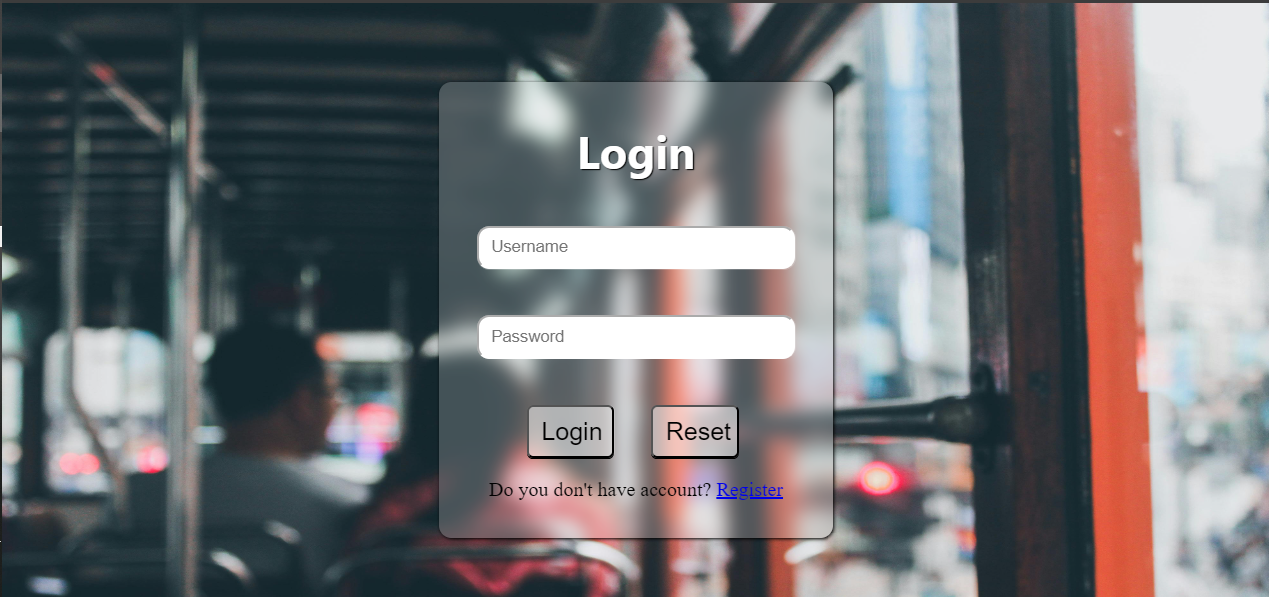 Login
Username
Password
Login Reset
Do you don't have account? Register